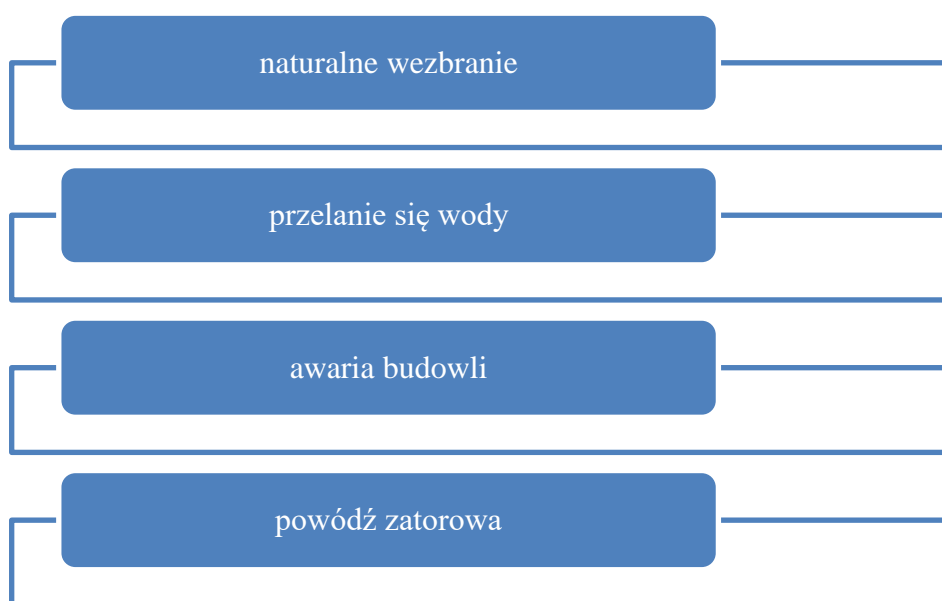 naturalne wezbranie
przelanie się wody
awaria budowli
powódź zatorowa